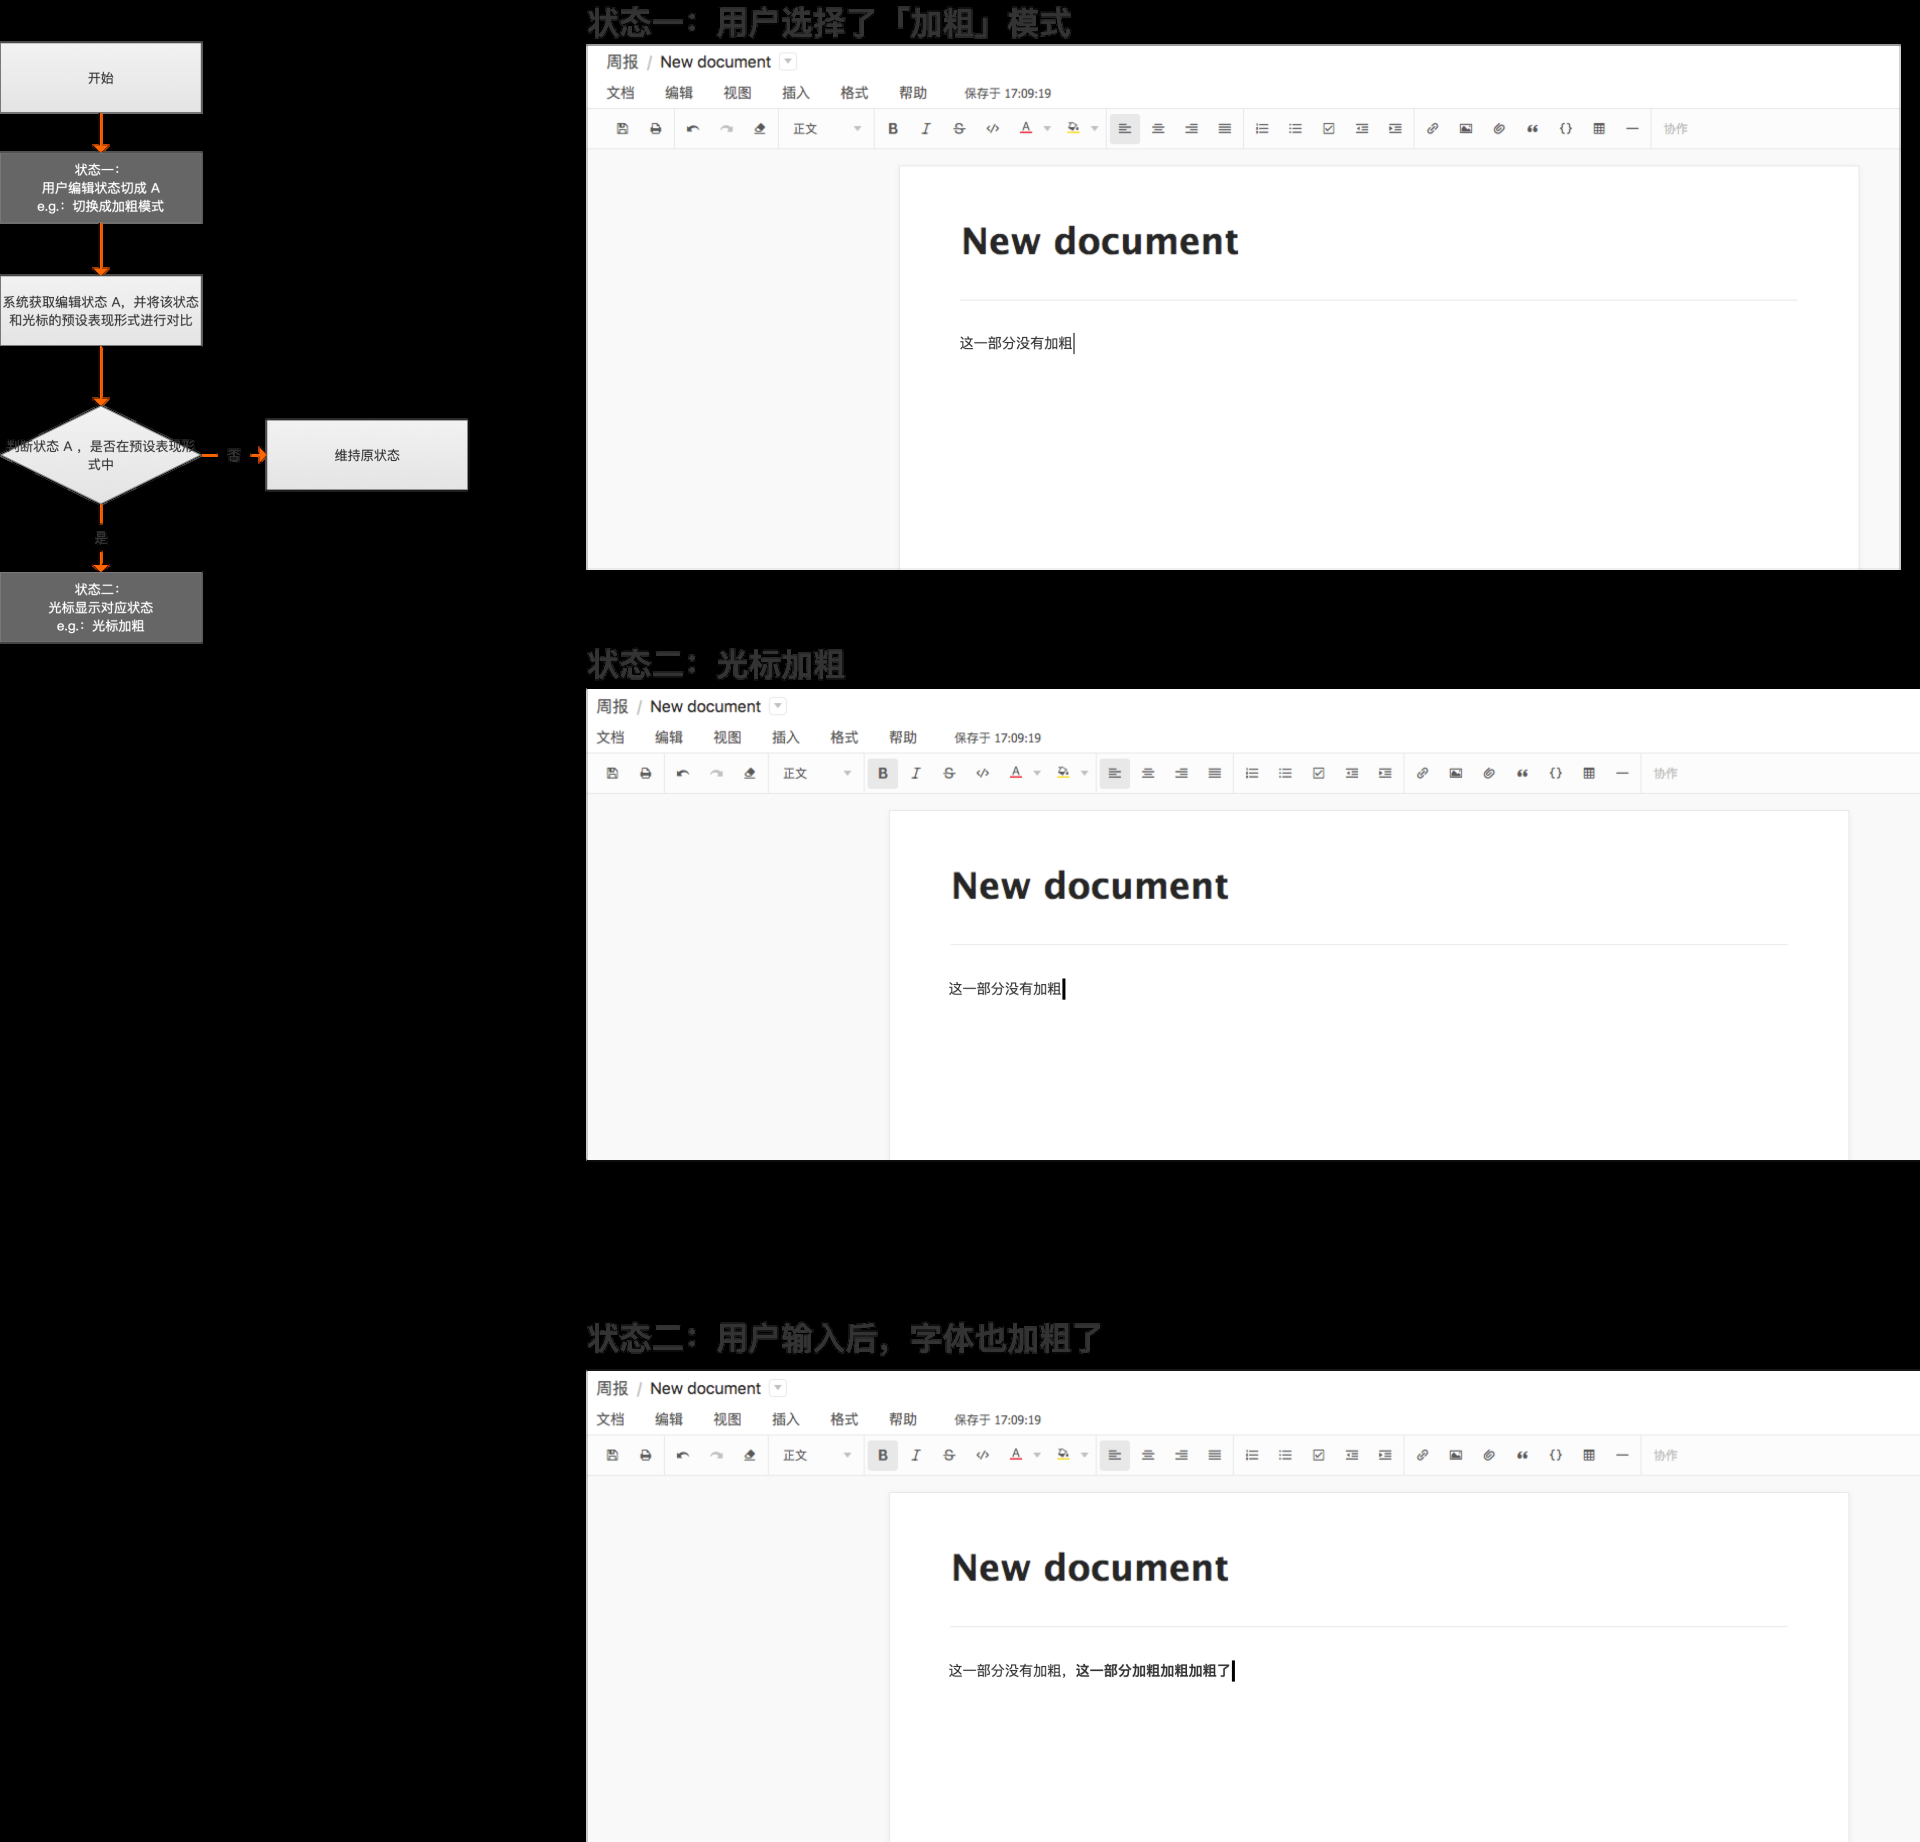 开始
状态一：
用户编辑状态切成 A
e.g.：切换成加粗模式
系统获取编辑状态 A，并将该状态
和光标的预设表现形式进行对比
判断状态 A ，是否在预设表现形
式中
否
维持原状态
是
状态二：
光标显示对应状态
e.g.：光标加粗
状态一：用户选择了「加粗」模式
周报 / New document
文档 编辑 视图 插入 格式 帮助 保存于 17:09:19
正文 B I S </> A {} 协作
New document
这一部分没有加粗
状态二：光标加粗
周报 / New document
文档 编辑 视图 插入 格式 帮助 保存于 17:09:19
正文 B I S </> A {} 协作
New document
这一部分没有加粗
状态二：用户输入后，字体也加粗了
周报 / New document
文档 编辑 视图 插入 格式 帮助 保存于 17:09:19
正文 B I S </> A {} 协作
New document
这一部分没有加粗，这一部分加粗加粗加粗了